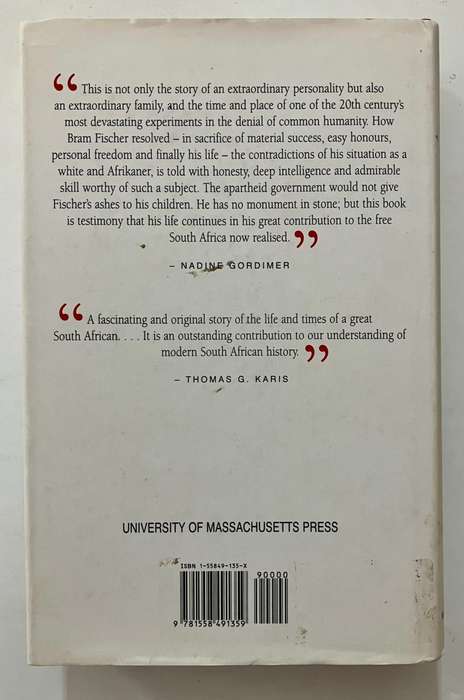 “This is not only the story of an extraordinary personality but also
an extraordinary family, and the time and place of one of the 20th century's
most devastating experiments in the denial of common humanity. How
Bram Fischer resolved – in sacrifice of material success, easy honours,
personal freedom and finally his life – the contradictions of his situation as a
white and Afrikaner, is told with honesty, deep intelligence and admirable
skill worthy of such a subject. The apartheid government would not give
Fischer's ashes to his children. He has no monument in stone; but this book
is testimony that his life continues in his great contribution to the free
South Africa now realised.”
– NADINE GORDIMER
“A fascinating and original story of the life and times of a great
South African. . . . It is an outstanding contribution to our understanding of
modern South African history.”
– THOMAS G. KARIS
UNIVERSITY OF MASSACHUSETTS PRESS
ISBN 1-55849-135-X
90000
9 781558 491359